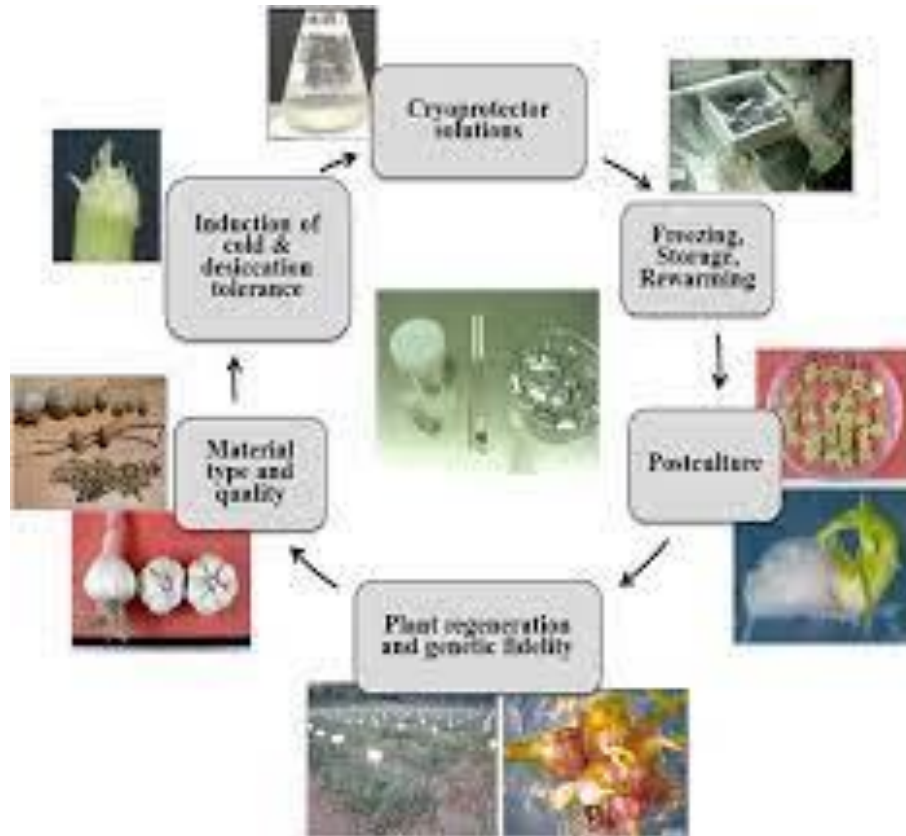 Cryoprotector
solutions
Induction of
cold &
desiccation
tolerance
Freezing,
Storage,
Rewarming
Material
type and
quality
Postculture
Plant regeneration
and genetic fidelity